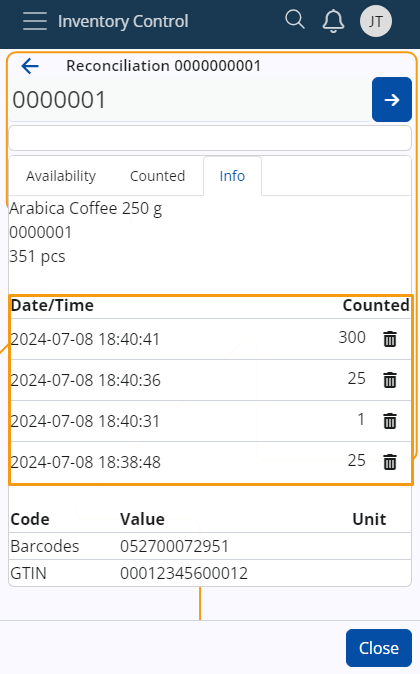 Inventory Control JT
Reconciliation 0000000001
0000001
Availability Counted Info
Arabica Coffee 250 g
0000001
351 pcs
Date/Time Counted
2024-07-08 18:40:41 300
2024-07-08 18:40:36 25
2024-07-08 18:40:31 1
2024-07-08 18:38:48 25
Code Value Unit
Barcodes 052700072951
GTIN 00012345600012
Close